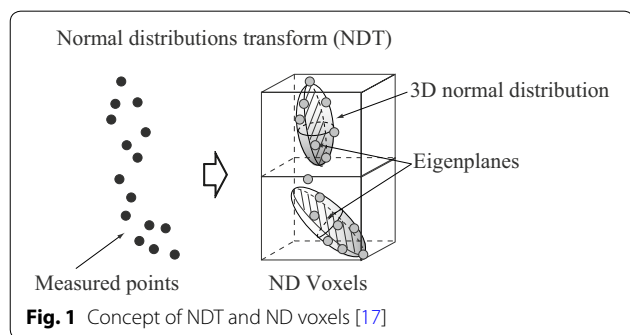 Normal distributions transform (NDT)
3D normal distribution
Eigenplanes
Measured points
ND Voxels
Fig. 1 Concept of NDT and ND voxels [17]